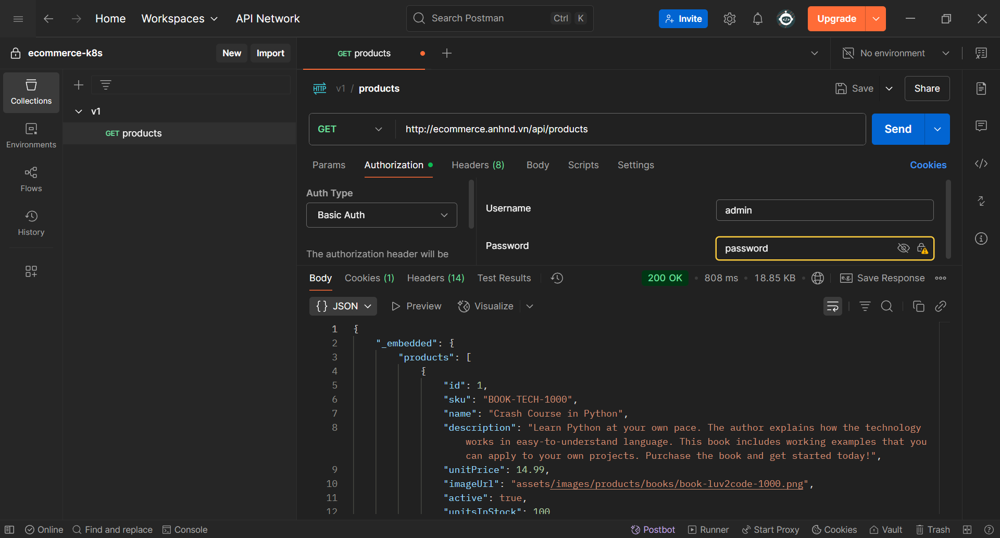 Home
Workspaces
API Network
Search Postman
Ctrl K
Invite
Upgrade
ecommerce-k8s
New
Import
GET products
No environment
Collections
Environments
Flows
History
v1
GET products
HTTP
v1 / products
Save
Share
GET
http://ecommerce.anhnd.vn/api/products
Send
Params
Authorization
Headers (8)
Body
Scripts
Settings
Cookies
Auth Type
Basic Auth
The authorization header will be
Username
admin
Password
password
Body
Cookies (1)
Headers (14)
Test Results
200 OK
808 ms
18.85 KB
e.g. Save Response
{} JSON
Preview
Visualize
1 {
2 "_embedded": {
3 "products": [
4 {
5 "id": 1,
6 "sku": "BOOK-TECH-1000",
7 "name": "Crash Course in Python",
8 "description": "Learn Python at your own pace. The author explains how the technology
works in easy-to-understand language. This book includes working examples that you
can apply to your own projects. Purchase the book and get started today!",
9 "unitPrice": 14.99,
10 "imageUrl": "assets/images/products/books/book-luv2code-1000.png",
11 "active": true,
12 "unitsInStock": 100
Online
Find and replace
Console
Postbot
Runner
Start Proxy
Cookies
Vault
Trash